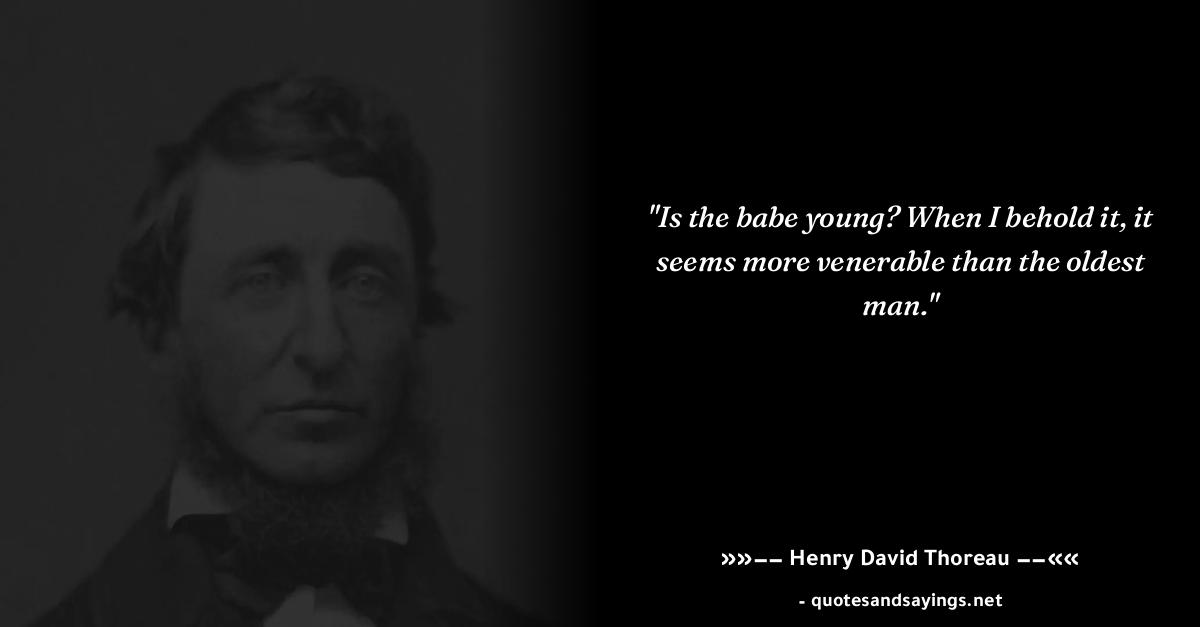 "Is the babe young? When I behold it, it
seems more venerable than the oldest
man."
»»–– Henry David Thoreau ––««
- quotesandsayings.net